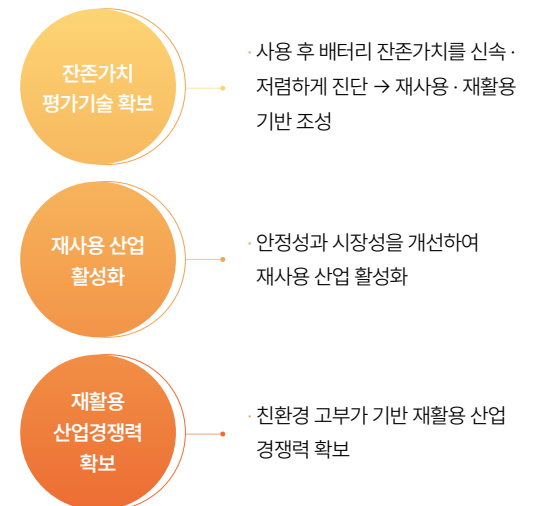 잔존가치
평가기술 확보
· 사용 후 배터리 잔존가치를 신속 ·
저렴하게 진단 → 재사용 · 재활용
기반 조성
재사용 산업
활성화
· 안정성과 시장성을 개선하여
재사용 산업 활성화
재활용
산업경쟁력
확보
· 친환경 고부가 기반 재활용 산업
경쟁력 확보